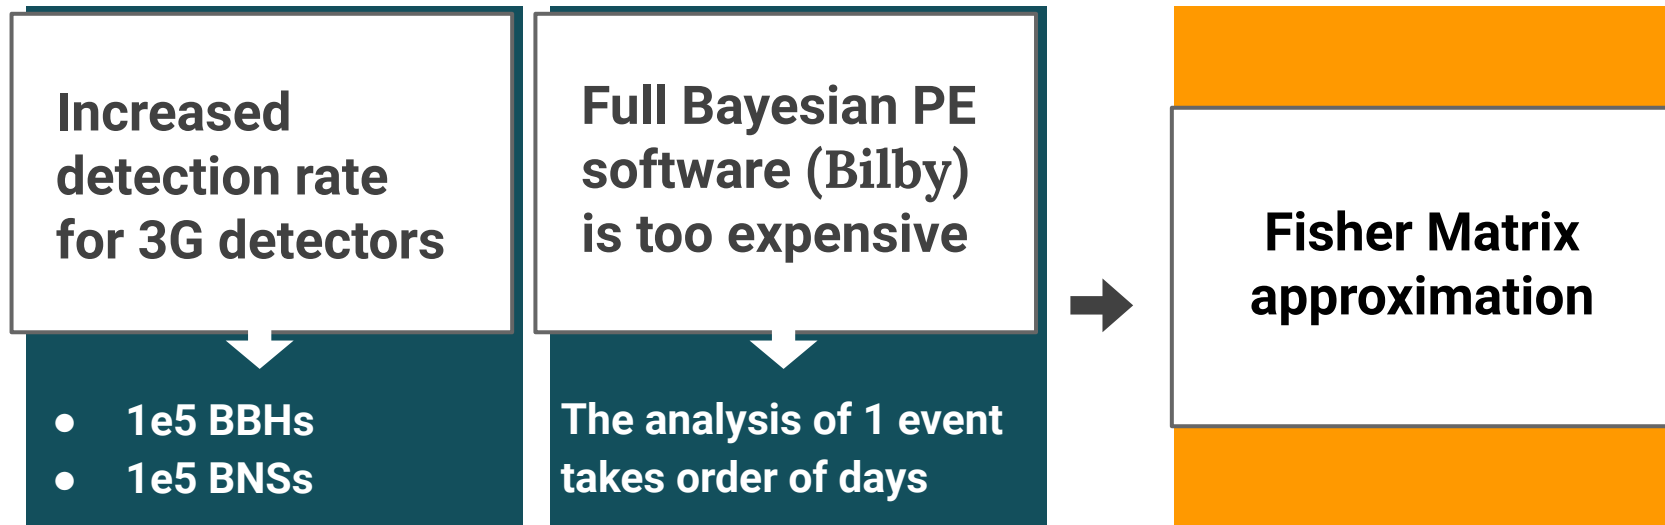 Increased
detection rate
for 3G detectors
● 1e5 BBHs
● 1e5 BNSs
Full Bayesian PE
software (Bilby)
is too expensive
The analysis of 1 event
takes order of days
Fisher Matrix
approximation